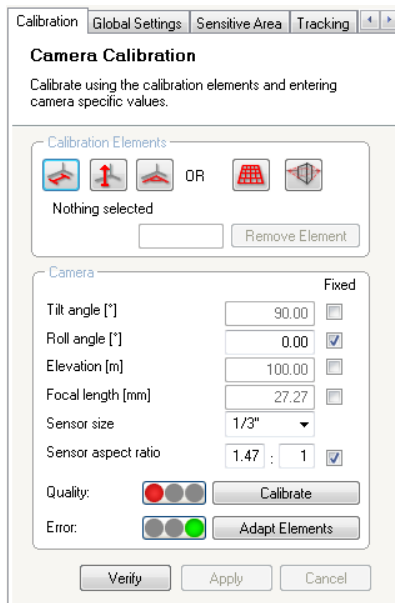 Calibration Global Settings Sensitive Area Tracking
Camera Calibration
Calibrate using the calibration elements and entering
camera specific values.
Calibration Elements
OR
Nothing selected
Remove Element
Camera
Fixed
Tilt angle [°] 90.00
Roll angle [°] 0.00
Elevation [m] 100.00
Focal length [mm] 27.27
Sensor size 1/3"
Sensor aspect ratio 1.47 : 1
Quality: Calibrate
Error: Adapt Elements
Verify Apply Cancel